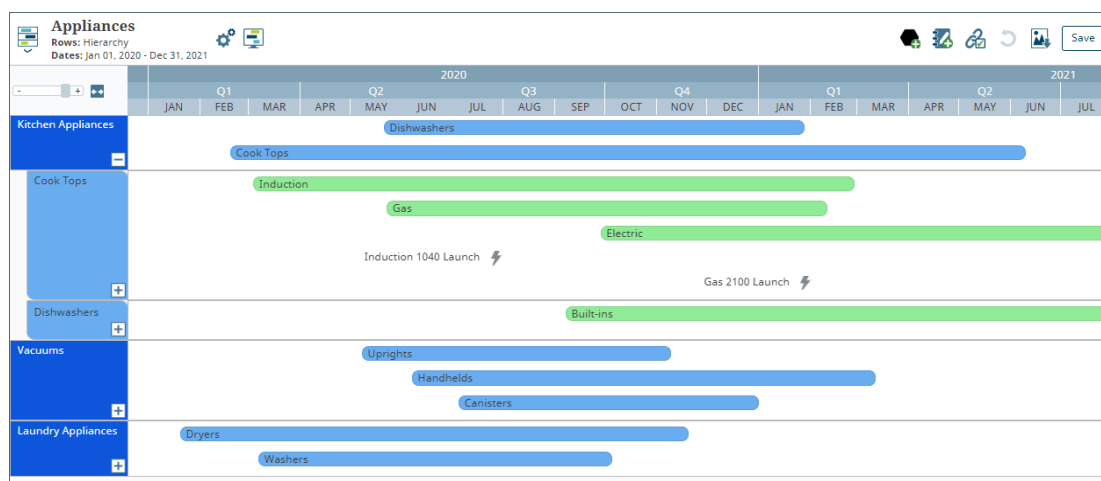 Appliances
Rows: Hierarchy
Dates: Jan 01, 2020 - Dec 31, 2021
Save
2020 2021
Q1 Q2 Q3 Q4 Q1 Q2
JAN FEB MAR APR MAY JUN JUL AUG SEP OCT NOV DEC JAN FEB MAR APR MAY JUN JUL
Kitchen Appliances
Dishwashers
Cook Tops
Cook Tops
Induction
Gas
Electric
Induction 1040 Launch
Gas 2100 Launch
Dishwashers
Built-ins
Vacuums
Uprights
Handhelds
Canisters
Laundry Appliances
Dryers
Washers